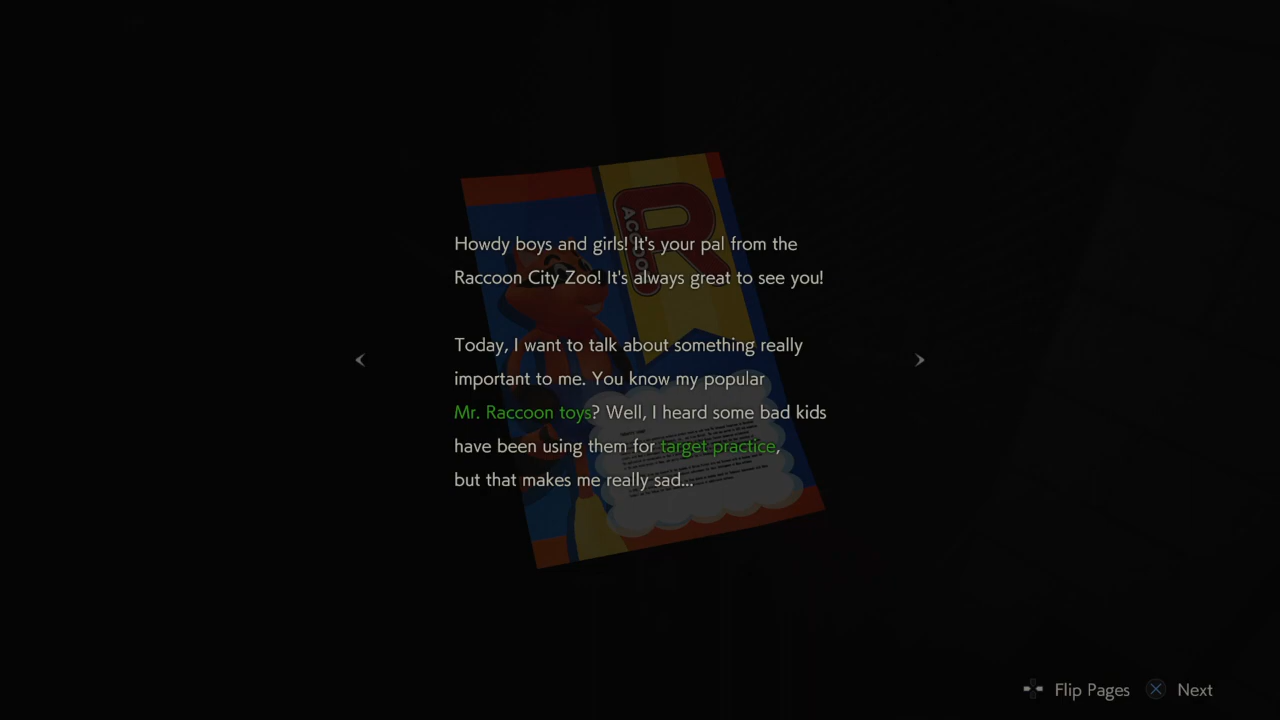 Howdy boys and girls! It's your pal from the
Raccoon City Zoo! It's always great to see you!
Today, I want to talk about something really
important to me. You know my popular
Mr. Raccoon toys? Well, I heard some bad kids
have been using them for target practice,
but that makes me really sad...
RACCOON
Flip Pages
Next